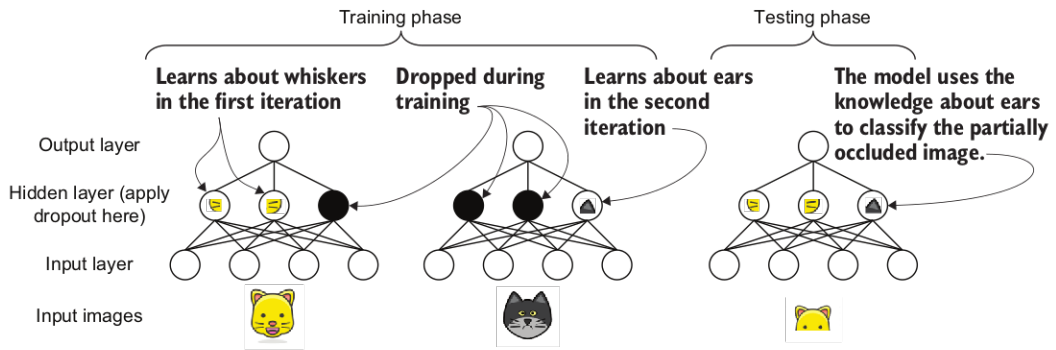 Training phase
Testing phase
Learns about whiskers
in the first iteration
Dropped during
training
Learns about ears
in the second
iteration
The model uses the
knowledge about ears
to classify the partially
occluded image.
Output layer
Hidden layer (apply
dropout here)
Input layer
Input images